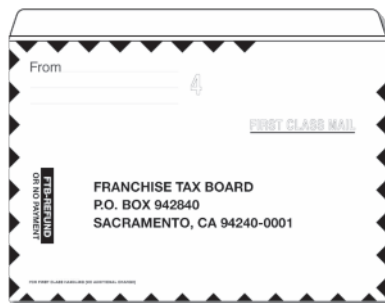 From
4
FIRST CLASS MAIL
FTB-REFUND
OR NO PAYMENT
FRANCHISE TAX BOARD
P.O. BOX 942840
SACRAMENTO, CA 94240-0001